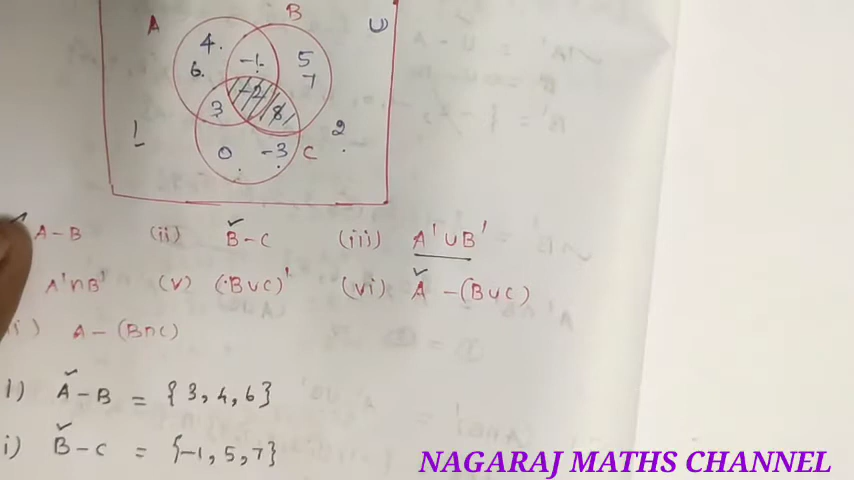 A B U
4. -1. 5
6. 7
-2
3 8
1 2
0 -3 C
A-B (ii) B-C (iii) A'∪B'
A'∩B' (v) (B∪C)' (vi) A -(B∪C)
i) A-(B∩C)
i) A-B = {3,4,6}
i) B-C = {-1,5,7}
NAGARAJ MATHS CHANNEL